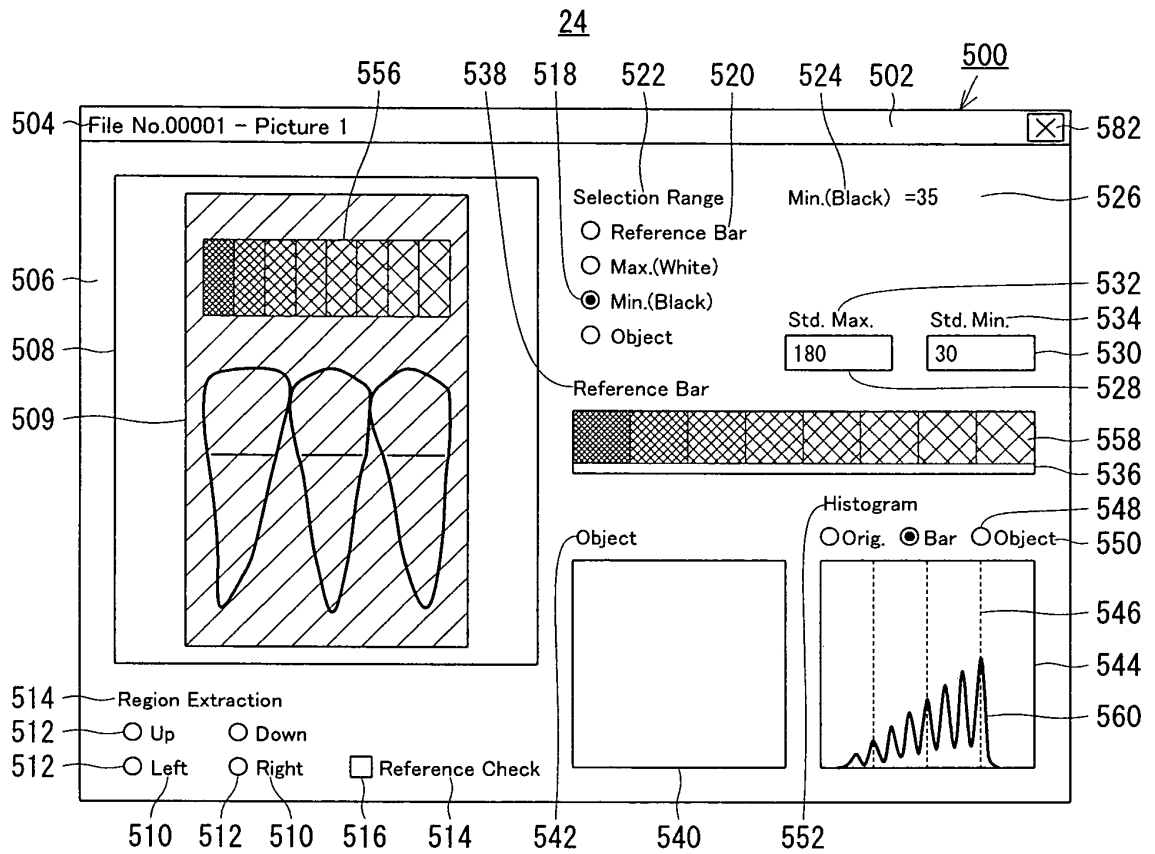 24
556 538 518 522 520 524 502 500
504 File No.00001 - Picture 1 582
Selection Range Min.(Black) =35 526
Reference Bar
506 Max.(White)
Min.(Black) 532
Std. Max. Std. Min. 534
508 Object 180 30 530
528
509 Reference Bar
558
536
Histogram 548
Object Orig. Bar Object 550
546
544
514 Region Extraction
512 Up Down 560
512 Left Right Reference Check
510 512 510 516 514 542 540 552